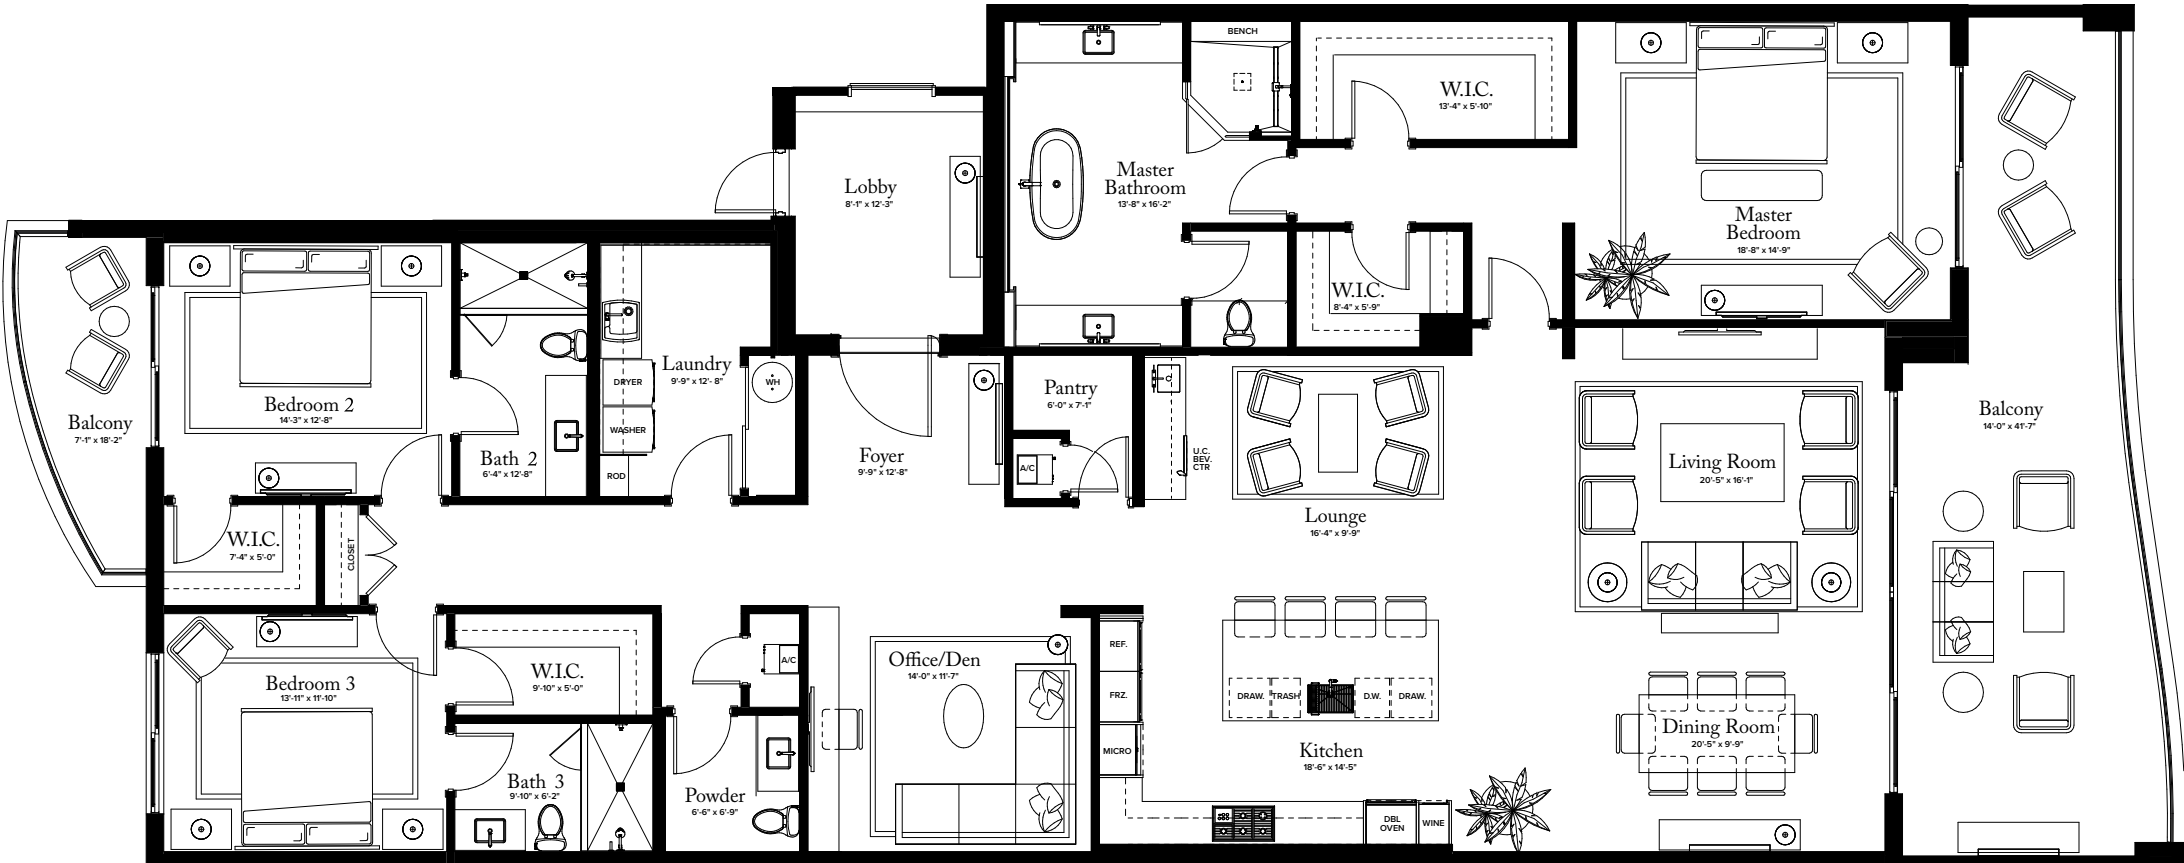 BENCH
W.I.C.
13'-4" x 5'-10"
Master
Bathroom
13'-8" x 16'-2"
Lobby
8'-1" x 12'-3"
Master
Bedroom
18'-8" x 14'-9"
W.I.C.
8'-4" x 5'-9"
Balcony
7'-1" x 18'-2"
Bedroom 2
14'-3" x 12'-8"
Bath 2
6'-4" x 12'-8"
Laundry
9'-9" x 12'- 8"
DRYER
WASHER
ROD
WH
Foyer
9'-9" x 12'-8"
Pantry
6'-0" x 7'-1"
A/C
U.C.
BEV.
CTR
Lounge
16'-4" x 9'-9"
Living Room
20'-5" x 16'-1"
Balcony
14'-0" x 41'-7"
W.I.C.
7'-4" x 5'-0"
CLOSET
Bedroom 3
13'-11" x 11'-10"
W.I.C.
9'-10" x 5'-0"
A/C
Office/Den
14'-0" x 11'-7"
REF.
FRZ.
MICRO
DRAW.
TRASH
D.W.
DRAW.
Kitchen
18'-6" x 14'-5"
Dining Room
20'-5" x 9'-9"
Bath 3
9'-10" x 6'-2"
Powder
6'-6" x 6'-9"
DBL
OVEN
WINE